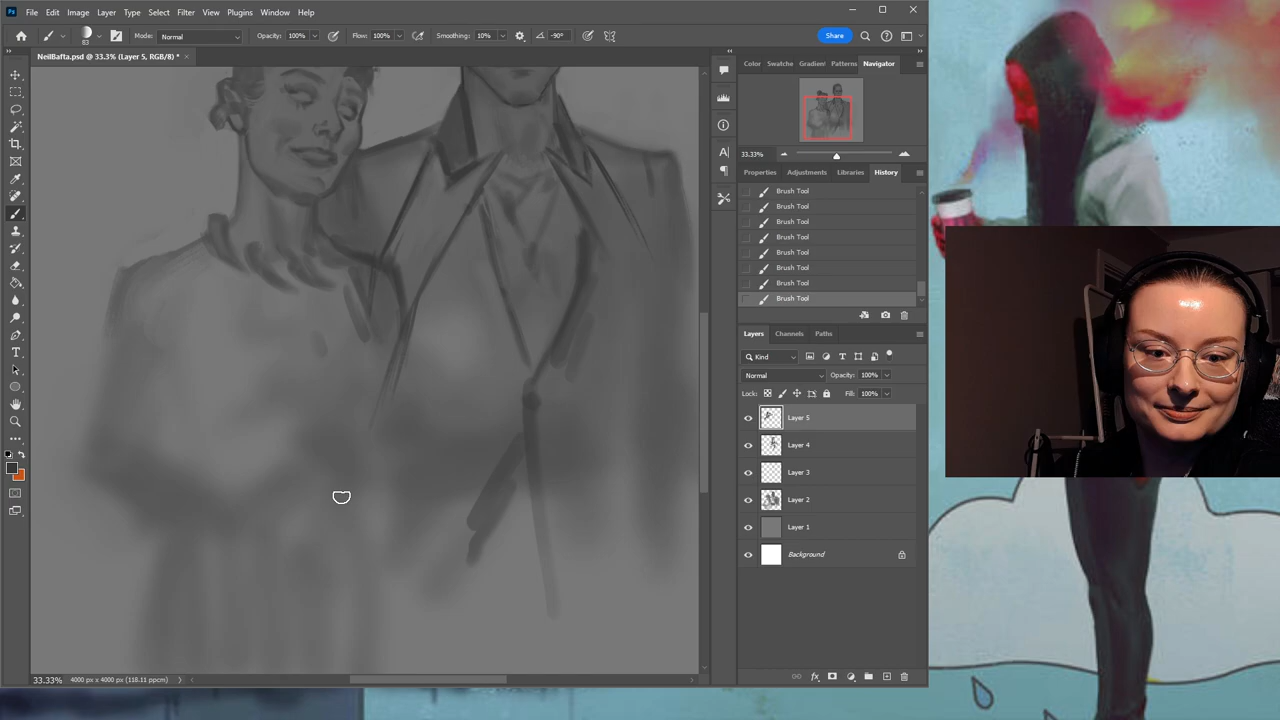 Ps File Edit Image Layer Type Select Filter View Plugins Window Help
83 Mode: Normal Opacity: 100% Flow: 100% Smoothing: 10% -90° Share
NeilBafta.psd @ 33.3% (Layer 5, RGB/8) *
Color Swatche Gradien Patterns Navigator
33.33%
Properties Adjustments Libraries History
Brush Tool
Brush Tool
Brush Tool
Brush Tool
Brush Tool
Brush Tool
Brush Tool
Brush Tool
Layers Channels Paths
Kind
Normal Opacity: 100%
Lock: Fill: 100%
Layer 5
Layer 4
Layer 3
Layer 2
Layer 1
Background
fx
33.33% 4000 px x 4000 px (118.11 ppcm)